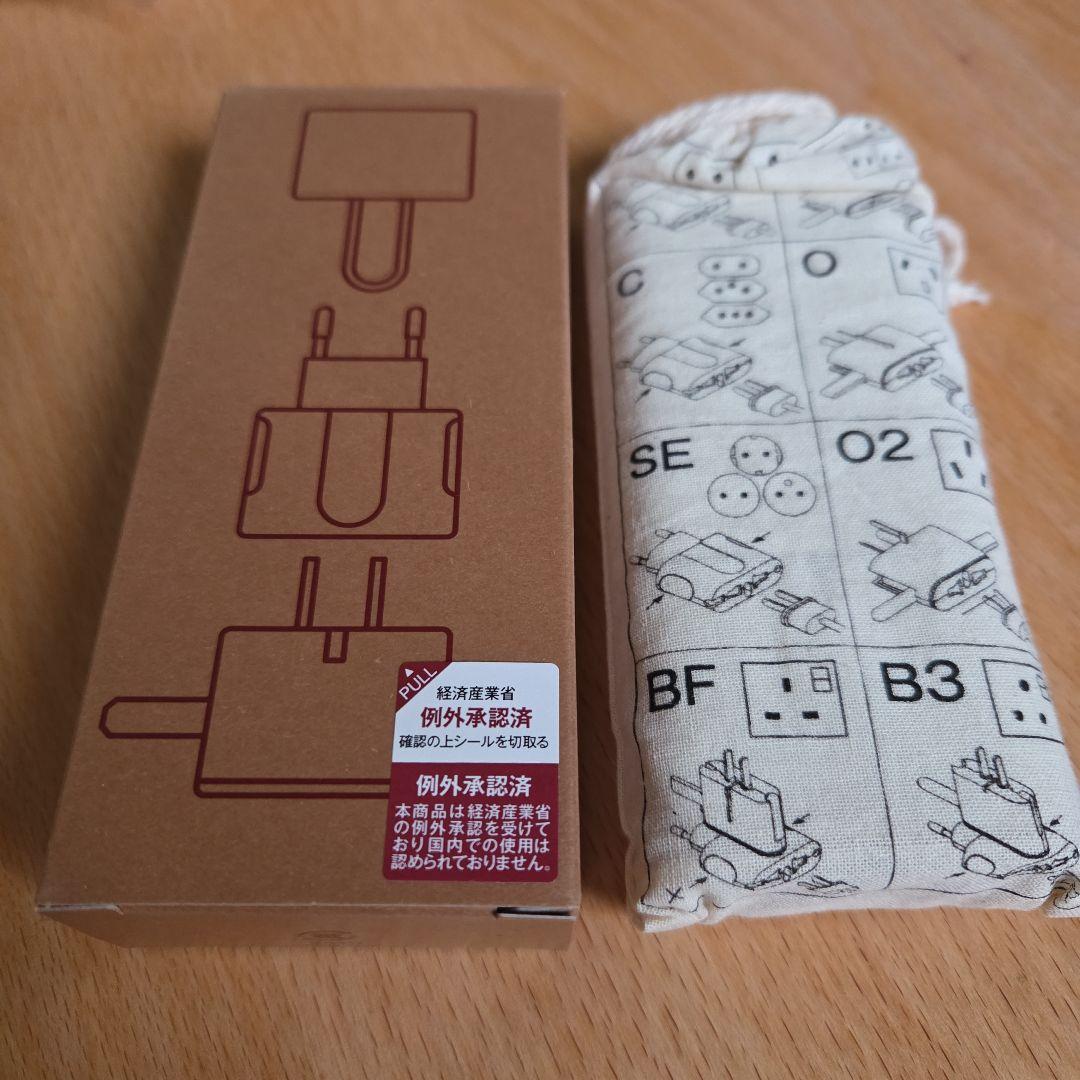 PULL
経済産業省
例外承認済
確認の上シールを切取る
例外承認済
本商品は経済産業省
の例外承認を受けて
おり国内での使用は
認められておりません。
C
O
SE
O2
BF
B3